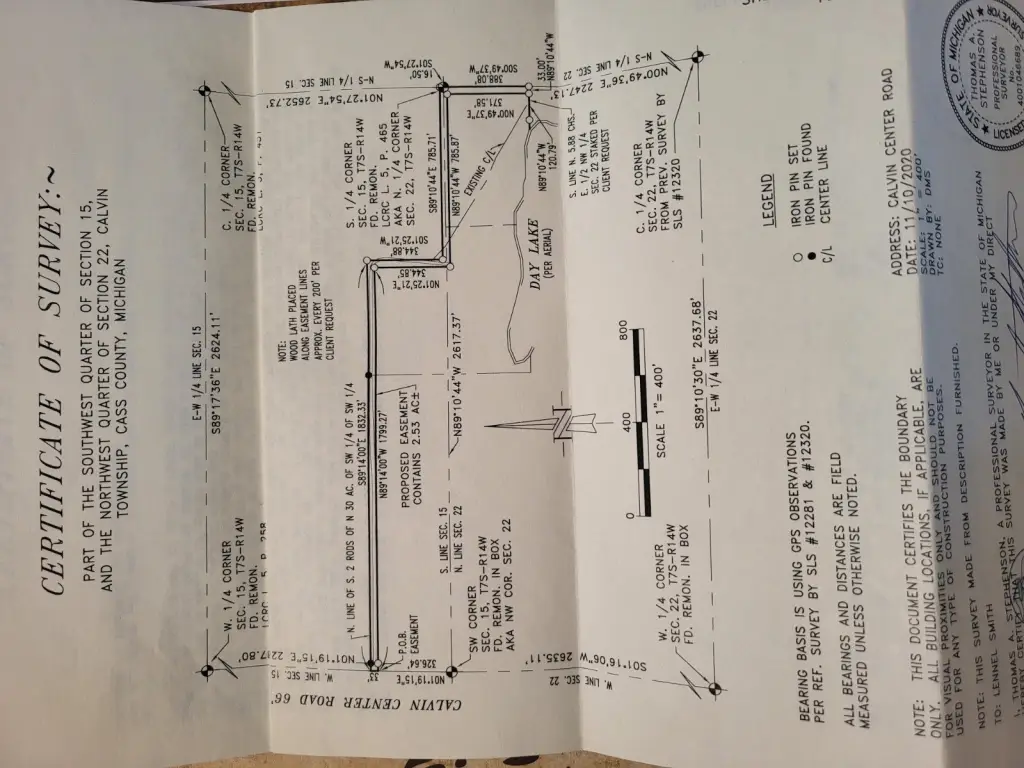 CERTIFICATE OF SURVEY:~
PART OF THE SOUTHWEST QUARTER OF SECTION 15,
AND THE NORTHWEST QUARTER OF SECTION 22, CALVIN
TOWNSHIP, CASS COUNTY, MICHIGAN
E-W 1/4 LINE SEC. 15
S89°17'36"E 2624.11'
W. 1/4 CORNER
SEC. 15, T7S-R14W
FD. REMON.
C. 1/4 CORNER
SEC. 15, T7S-R14W
FD. REMON.
W. LINE SEC. 15
N01°19'15"E 2217.80'
N-S 1/4 LINE SEC. 15
N01°27'54"E 2652.73'
NOTE:
WOOD LATH PLACED
ALONG EASEMENT LINES
APPROX. EVERY 200' PER
CLIENT REQUEST
S. 1/4 CORNER
SEC. 15, T7S-R14W
FD. REMON.
LCRC L. 5, P. 465
AKA N. 1/4 CORNER
SEC. 22, T7S-R14W
S01°27'54"W
16.50'
N. LINE OF S. 2 RODS OF N 30 AC. OF SW 1/4 OF SW 1/4
S89°14'00"E 1832.33'
N89°14'00"W 1799.27'
PROPOSED EASEMENT
CONTAINS 2.53 AC±
S01°25'21"W
344.88'
344.85'
N01°25'21"E
S89°10'44"E 785.71'
N89°10'44"W 785.87'
EXISTING C/L
S00°49'37"W
388.08'
371.58'
N00°49'37"E
33.00'
N89°10'44"W
N89°10'44"W
120.79'
33'
P.O.B.
EASEMENT
326.64'
N01°19'15"E
CALVIN CENTER ROAD 66'
S. LINE SEC. 15
N. LINE SEC. 22
N89°10'44"W 2617.37'
SW CORNER
SEC. 15, T7S-R14W
FD. REMON. IN BOX
AKA NW COR. SEC. 22
DAY LAKE
(PER AERIAL)
S. LINE N. 5.88 CHS.
E. 1/2 NW 1/4
SEC. 22 STAKED PER
CLIENT REQUEST
N-S 1/4 LINE SEC. 22
N00°49'36"E 2247.13'
W. LINE SEC. 22
S01°16'06"W 2635.11'
N
0 400 800
SCALE 1"= 400'
W. 1/4 CORNER
SEC. 22, T7S-R14W
FD. REMON. IN BOX
C. 1/4 CORNER
SEC. 22, T7S-R14W
FROM PREV. SURVEY BY
SLS #12320
S89°10'30"E 2637.68'
E-W 1/4 LINE SEC. 22
LEGEND
○ IRON PIN SET
● IRON PIN FOUND
C/L CENTER LINE
BEARING BASIS IS USING GPS OBSERVATIONS
PER REF. SURVEY BY SLS #12281 & #12320.
ALL BEARINGS AND DISTANCES ARE FIELD
MEASURED UNLESS OTHERWISE NOTED.
ADDRESS: CALVIN CENTER ROAD
DATE: 11/10/2020
SCALE: 1" = 400'
DRAWN BY: DMS
TC: NONE
NOTE: THIS DOCUMENT CERTIFIES THE BOUNDARY
ONLY. ALL BUILDING LOCATIONS, IF APPLICABLE, ARE
FOR VISUAL PROXIMITIES ONLY AND SHOULD NOT BE
USED FOR ANY TYPE OF CONSTRUCTION PURPOSES.
NOTE: THIS SURVEY MADE FROM DESCRIPTION FURNISHED.
TO: LENNEL SMITH
I, THOMAS A. STEPHENSON, A PROFESSIONAL SURVEYOR IN THE STATE OF MICHIGAN
THAT THIS SURVEY WAS MADE BY ME OR UNDER MY DIRECT
STATE OF MICHIGAN
THOMAS A.
STEPHENSON
PROFESSIONAL
SURVEYOR
No.
4001046689